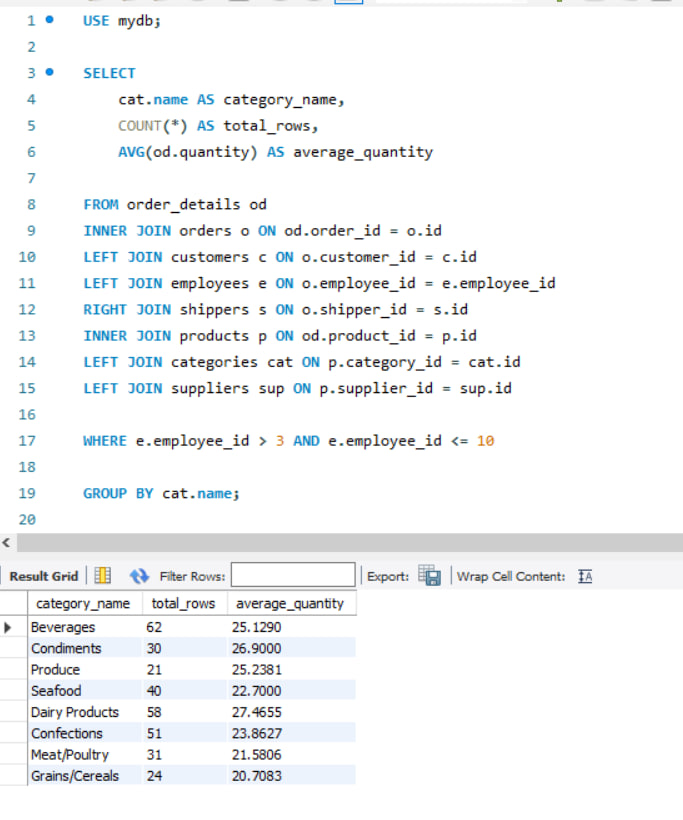 1 USE mydb;
2
3 SELECT
4 cat.name AS category_name,
5 COUNT(*) AS total_rows,
6 AVG(od.quantity) AS average_quantity
7
8 FROM order_details od
9 INNER JOIN orders o ON od.order_id = o.id
10 LEFT JOIN customers c ON o.customer_id = c.id
11 LEFT JOIN employees e ON o.employee_id = e.employee_id
12 RIGHT JOIN shippers s ON o.shipper_id = s.id
13 INNER JOIN products p ON od.product_id = p.id
14 LEFT JOIN categories cat ON p.category_id = cat.id
15 LEFT JOIN suppliers sup ON p.supplier_id = sup.id
16
17 WHERE e.employee_id > 3 AND e.employee_id <= 10
18
19 GROUP BY cat.name;
20
Result Grid Filter Rows: Export: Wrap Cell Content:
category_name total_rows average_quantity
Beverages 62 25.1290
Condiments 30 26.9000
Produce 21 25.2381
Seafood 40 22.7000
Dairy Products 58 27.4655
Confections 51 23.8627
Meat/Poultry 31 21.5806
Grains/Cereals 24 20.7083